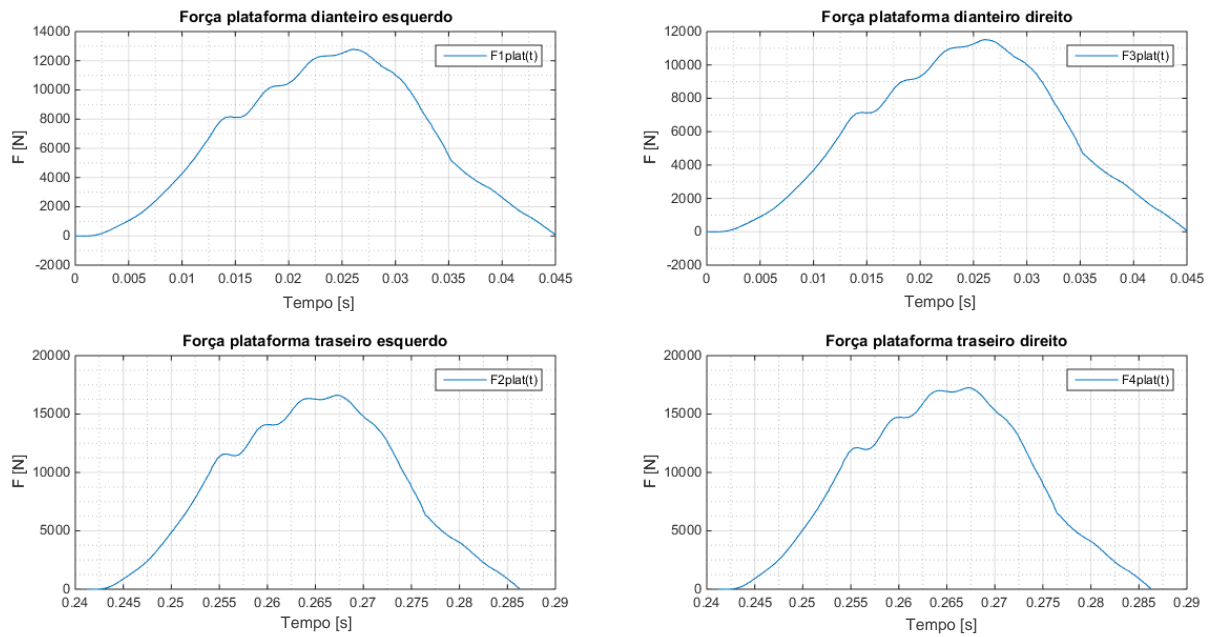 Força plataforma dianteiro esquerdo
14000
12000
10000
8000
6000
4000
2000
0
-2000
F [N]
F1plat(t)
0 0.005 0.01 0.015 0.02 0.025 0.03 0.035 0.04 0.045
Tempo [s]
Força plataforma dianteiro direito
12000
10000
8000
6000
4000
2000
0
-2000
F [N]
F3plat(t)
0 0.005 0.01 0.015 0.02 0.025 0.03 0.035 0.04 0.045
Tempo [s]
Força plataforma traseiro esquerdo
20000
15000
10000
5000
0
F [N]
F2plat(t)
0.24 0.245 0.25 0.255 0.26 0.265 0.27 0.275 0.28 0.285 0.29
Tempo [s]
Força plataforma traseiro direito
20000
15000
10000
5000
0
F [N]
F4plat(t)
0.24 0.245 0.25 0.255 0.26 0.265 0.27 0.275 0.28 0.285 0.29
Tempo [s]